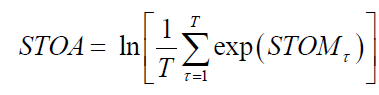 STOA = ln[ 1/T ∑_{τ=1}^{T} exp(STOM_τ) ]